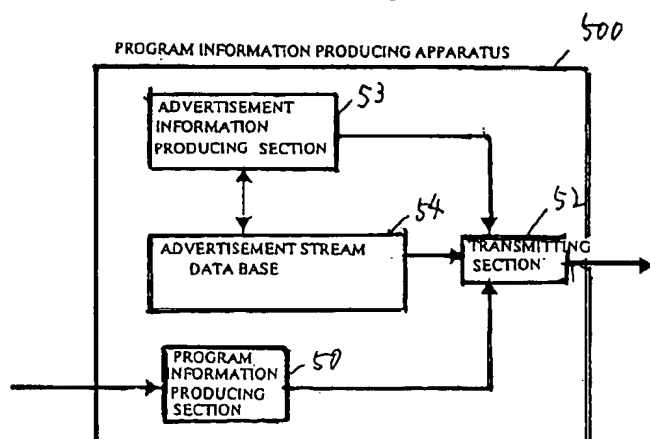 PROGRAM INFORMATION PRODUCING APPARATUS
500
ADVERTISEMENT
INFORMATION
PRODUCING SECTION
53
ADVERTISEMENT STREAM
DATA BASE
54
TRANSMITTING
SECTION
52
PROGRAM
INFORMATION
PRODUCING
SECTION
50